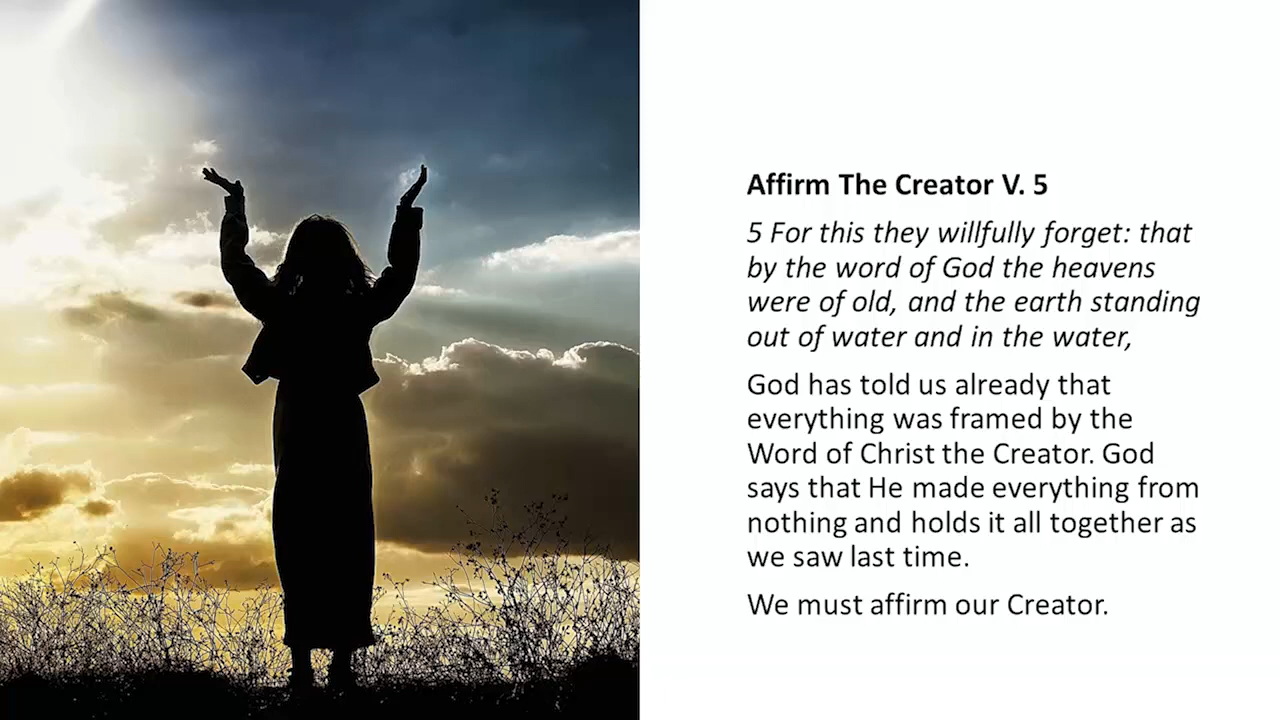 Affirm The Creator V. 5
5 For this they willfully forget: that
by the word of God the heavens
were of old, and the earth standing
out of water and in the water,
God has told us already that
everything was framed by the
Word of Christ the Creator. God
says that He made everything from
nothing and holds it all together as
we saw last time.
We must affirm our Creator.